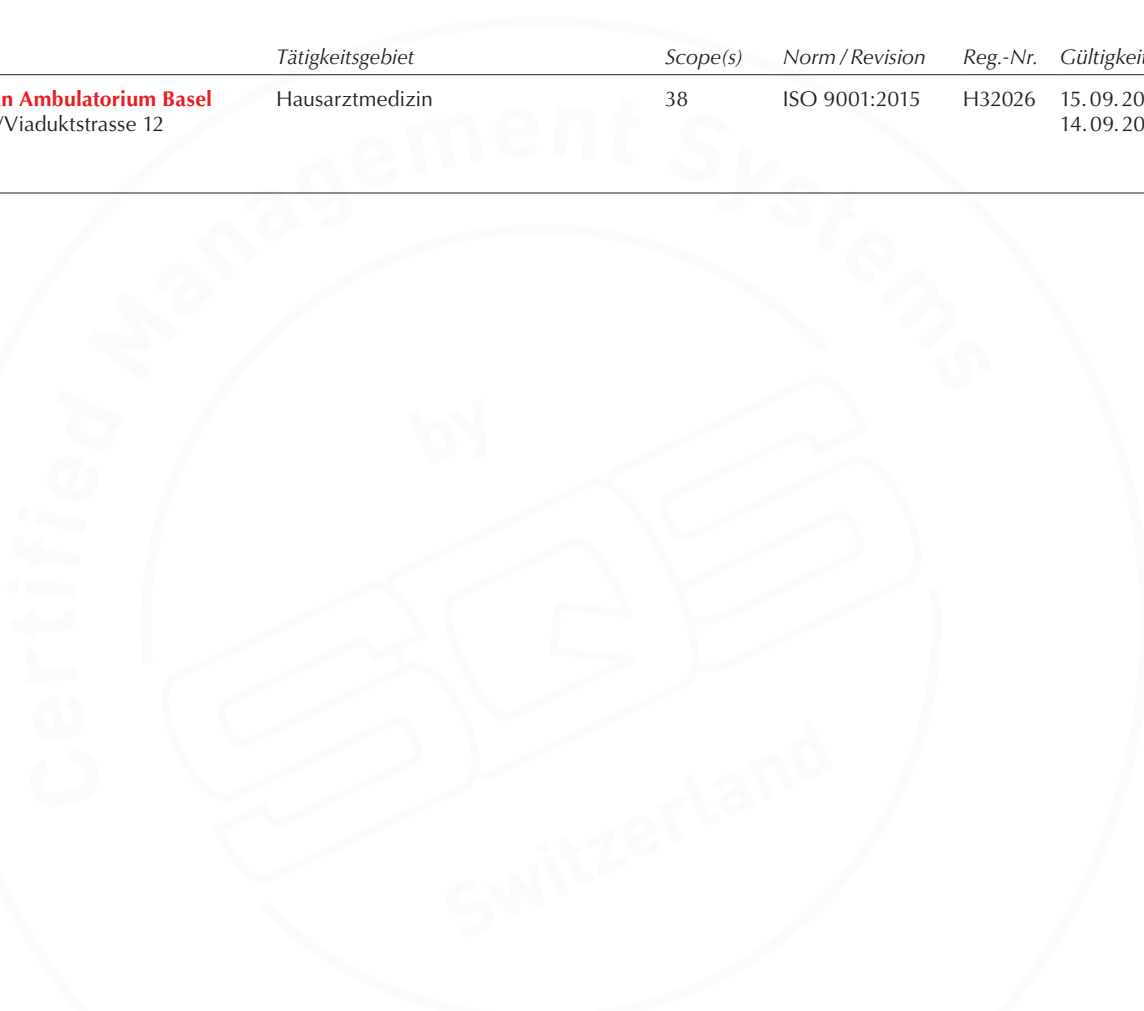 Tätigkeitsgebiet Scope(s) Norm / Revision Reg.-Nr.
Ambulatorium Basel Hausarztmedizin 38 ISO 9001:2015 H32026 15.09.20
/Viaduktstrasse 12 14.09.20
Certified Management Systems
by
SQS
Switzerland